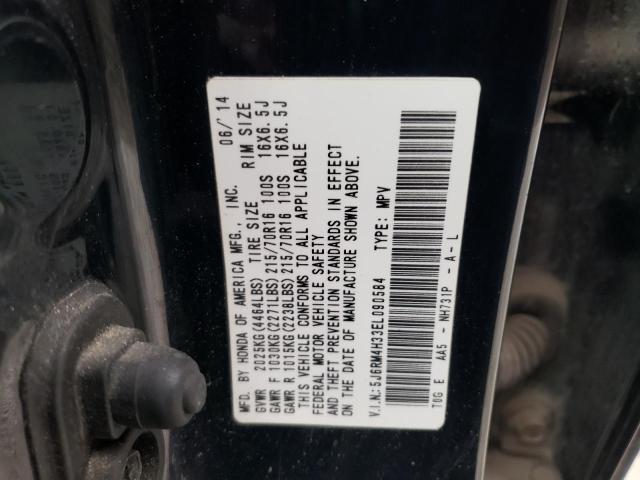 MFD. BY HONDA OF AMERICA MFG., INC. 06/'14
GVWR 2025KG(4464LBS) TIRE SIZE RIM SIZE
GAWR F 1030KG(2271LBS) 215/70R16 100S 16X6.5J
GAWR R 1015KG(2238LBS) 215/70R16 100S 16X6.5J
THIS VEHICLE CONFORMS TO ALL APPLICABLE
FEDERAL MOTOR VEHICLE SAFETY
AND THEFT PREVENTION STANDARDS IN EFFECT
ON THE DATE OF MANUFACTURE SHOWN ABOVE.
V.I.N.:5J6RM4H33EL090584 TYPE: MPV
T0G E AA5 - NH731P - A - L